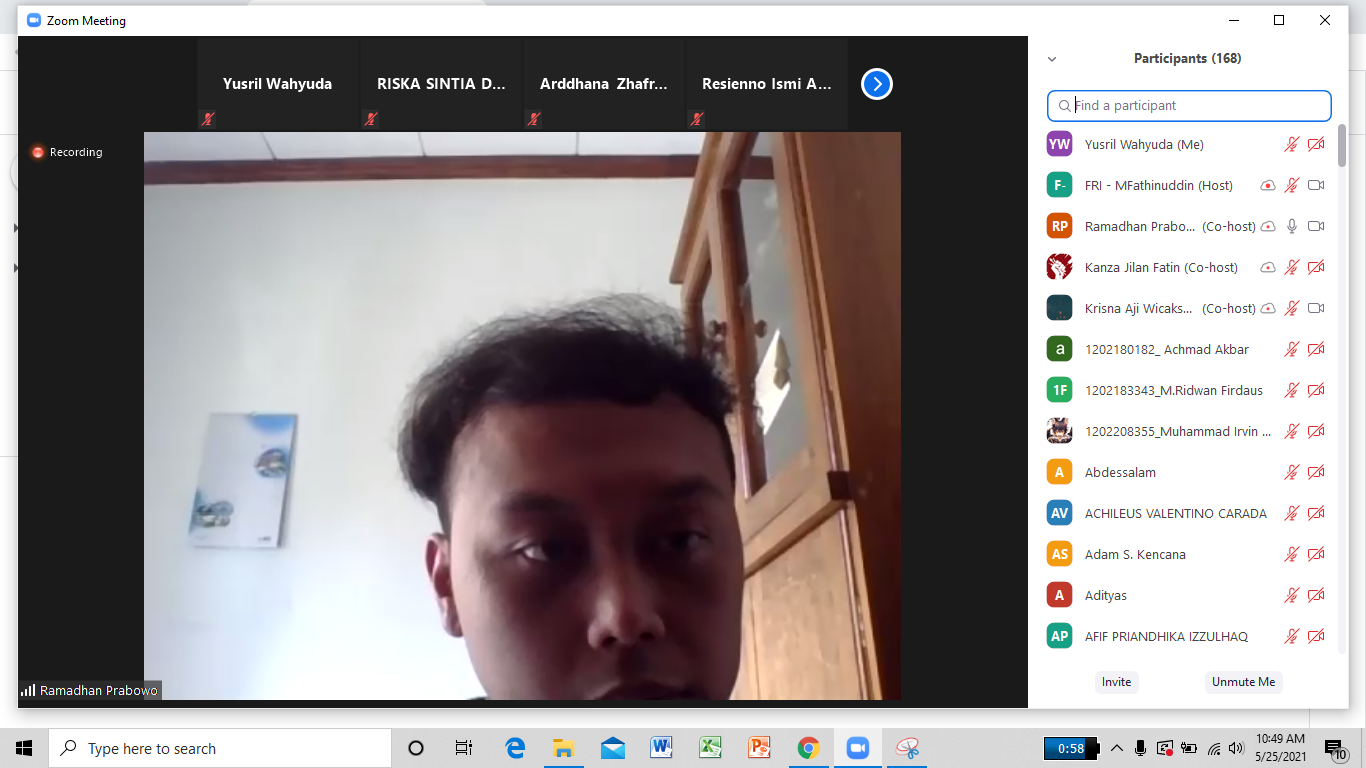 Zoom Meeting
Yusril Wahyuda
RISKA SINTIA D...
Arddhana Zhafr...
Resienno Ismi A...
Recording
Ramadhan Prabowo
Participants (168)
Find a participant
YW Yusril Wahyuda (Me)
F- FRI - MFathinuddin (Host)
RP Ramadhan Prabo... (Co-host)
Kanza Jilan Fatin (Co-host)
Krisna Aji Wicaks... (Co-host)
a 1202180182_ Achmad Akbar
1F 1202183343_M.Ridwan Firdaus
1202208355_Muhammad Irvin ...
A Abdessalam
AV ACHILEUS VALENTINO CARADA
AS Adam S. Kencana
A Adityas
AP AFIF PRIANDHIKA IZZULHAQ
Invite
Unmute Me
Type here to search
0:58
10:49 AM
5/25/2021
10